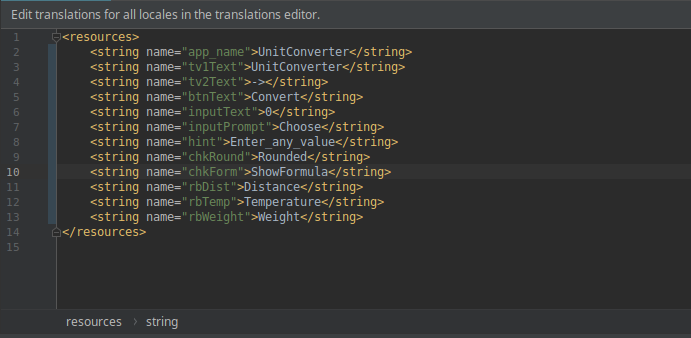 Edit translations for all locales in the translations editor.
1 <resources>
2 <string name="app_name">UnitConverter</string>
3 <string name="tv1Text">UnitConverter</string>
4 <string name="tv2Text">-></string>
5 <string name="btnText">Convert</string>
6 <string name="inputText">0</string>
7 <string name="inputPrompt">Choose</string>
8 <string name="hint">Enter_any_value</string>
9 <string name="chkRound">Rounded</string>
10 <string name="chkForm">ShowFormula</string>
11 <string name="rbDist">Distance</string>
12 <string name="rbTemp">Temperature</string>
13 <string name="rbWeight">Weight</string>
14 </resources>
15
resources › string